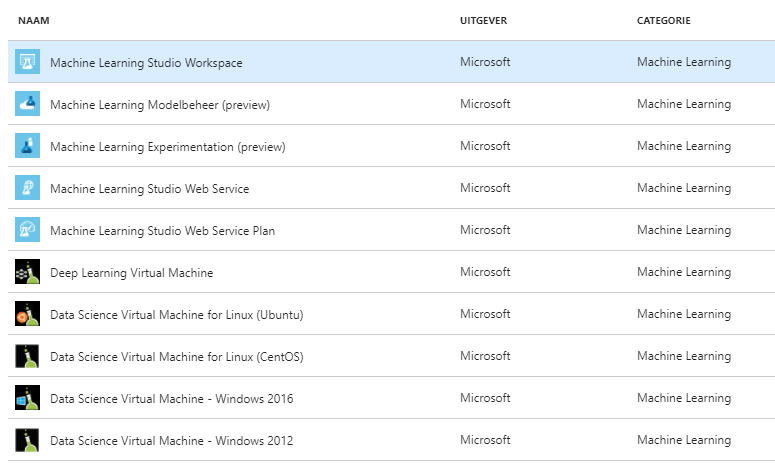 NAAM UITGEVER CATEGORIE
Machine Learning Studio Workspace Microsoft Machine Learning
Machine Learning Modelbeheer (preview) Microsoft Machine Learning
Machine Learning Experimentation (preview) Microsoft Machine Learning
Machine Learning Studio Web Service Microsoft Machine Learning
Machine Learning Studio Web Service Plan Microsoft Machine Learning
Deep Learning Virtual Machine Microsoft Machine Learning
Data Science Virtual Machine for Linux (Ubuntu) Microsoft Machine Learning
Data Science Virtual Machine for Linux (CentOS) Microsoft Machine Learning
Data Science Virtual Machine - Windows 2016 Microsoft Machine Learning
Data Science Virtual Machine - Windows 2012 Microsoft Machine Learning